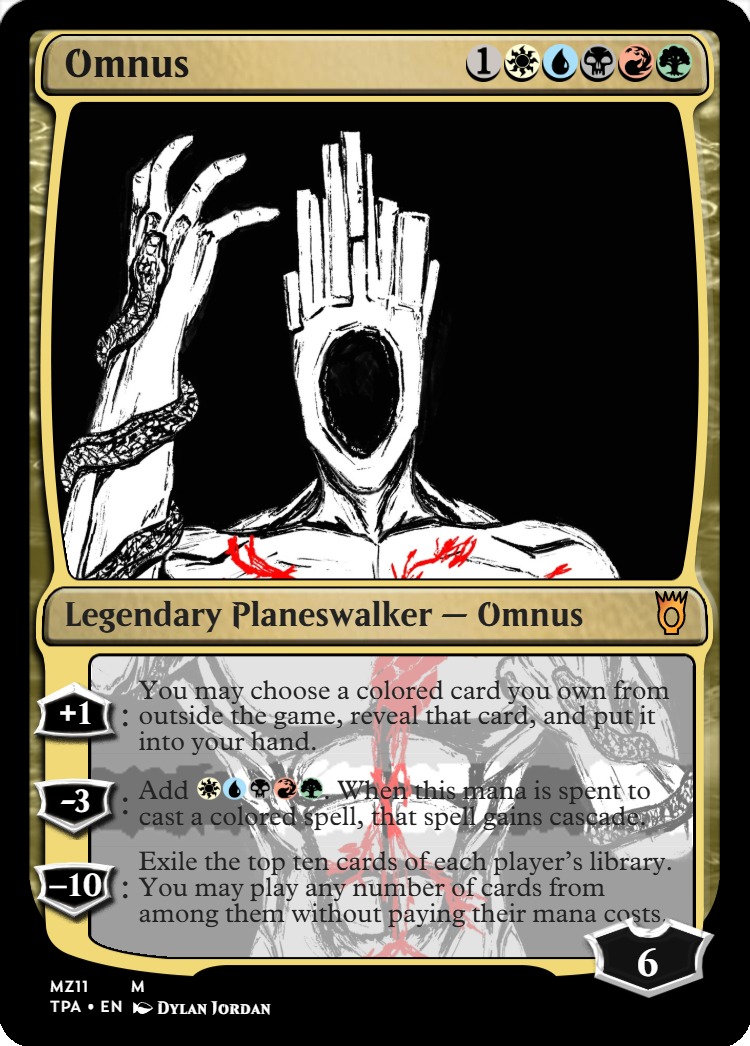 Omnus 1
Legendary Planeswalker — Omnus
+1: You may choose a colored card you own from
outside the game, reveal that card, and put it
into your hand.
-3: Add . When this mana is spent to
cast a colored spell, that spell gains cascade.
-10: Exile the top ten cards of each player's library.
You may play any number of cards from
among them without paying their mana costs.
6
MZ11 M
TPA • EN DYLAN JORDAN